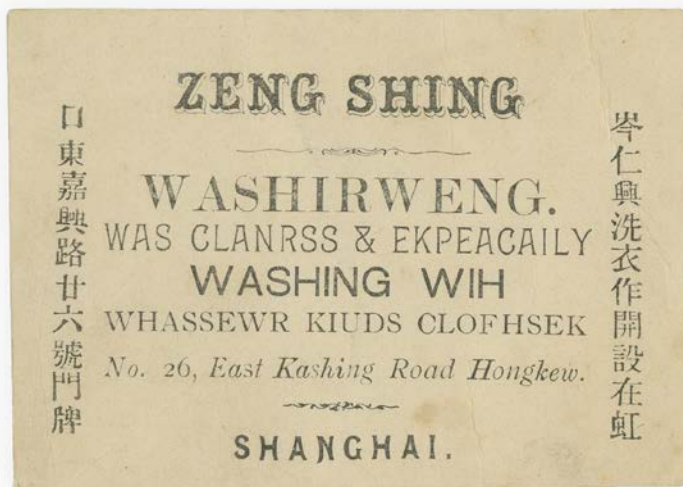 ZENG SHING
WASHIRWENG.
WAS CLANRSS & EKPEACAILY
WASHING WIH
WHASSEWR KIUDS CLOFHSEK
No. 26, East Kashing Road Hongkew.
SHANGHAI.
岑仁興洗衣作開設在虹
口東嘉興路廿六號門牌